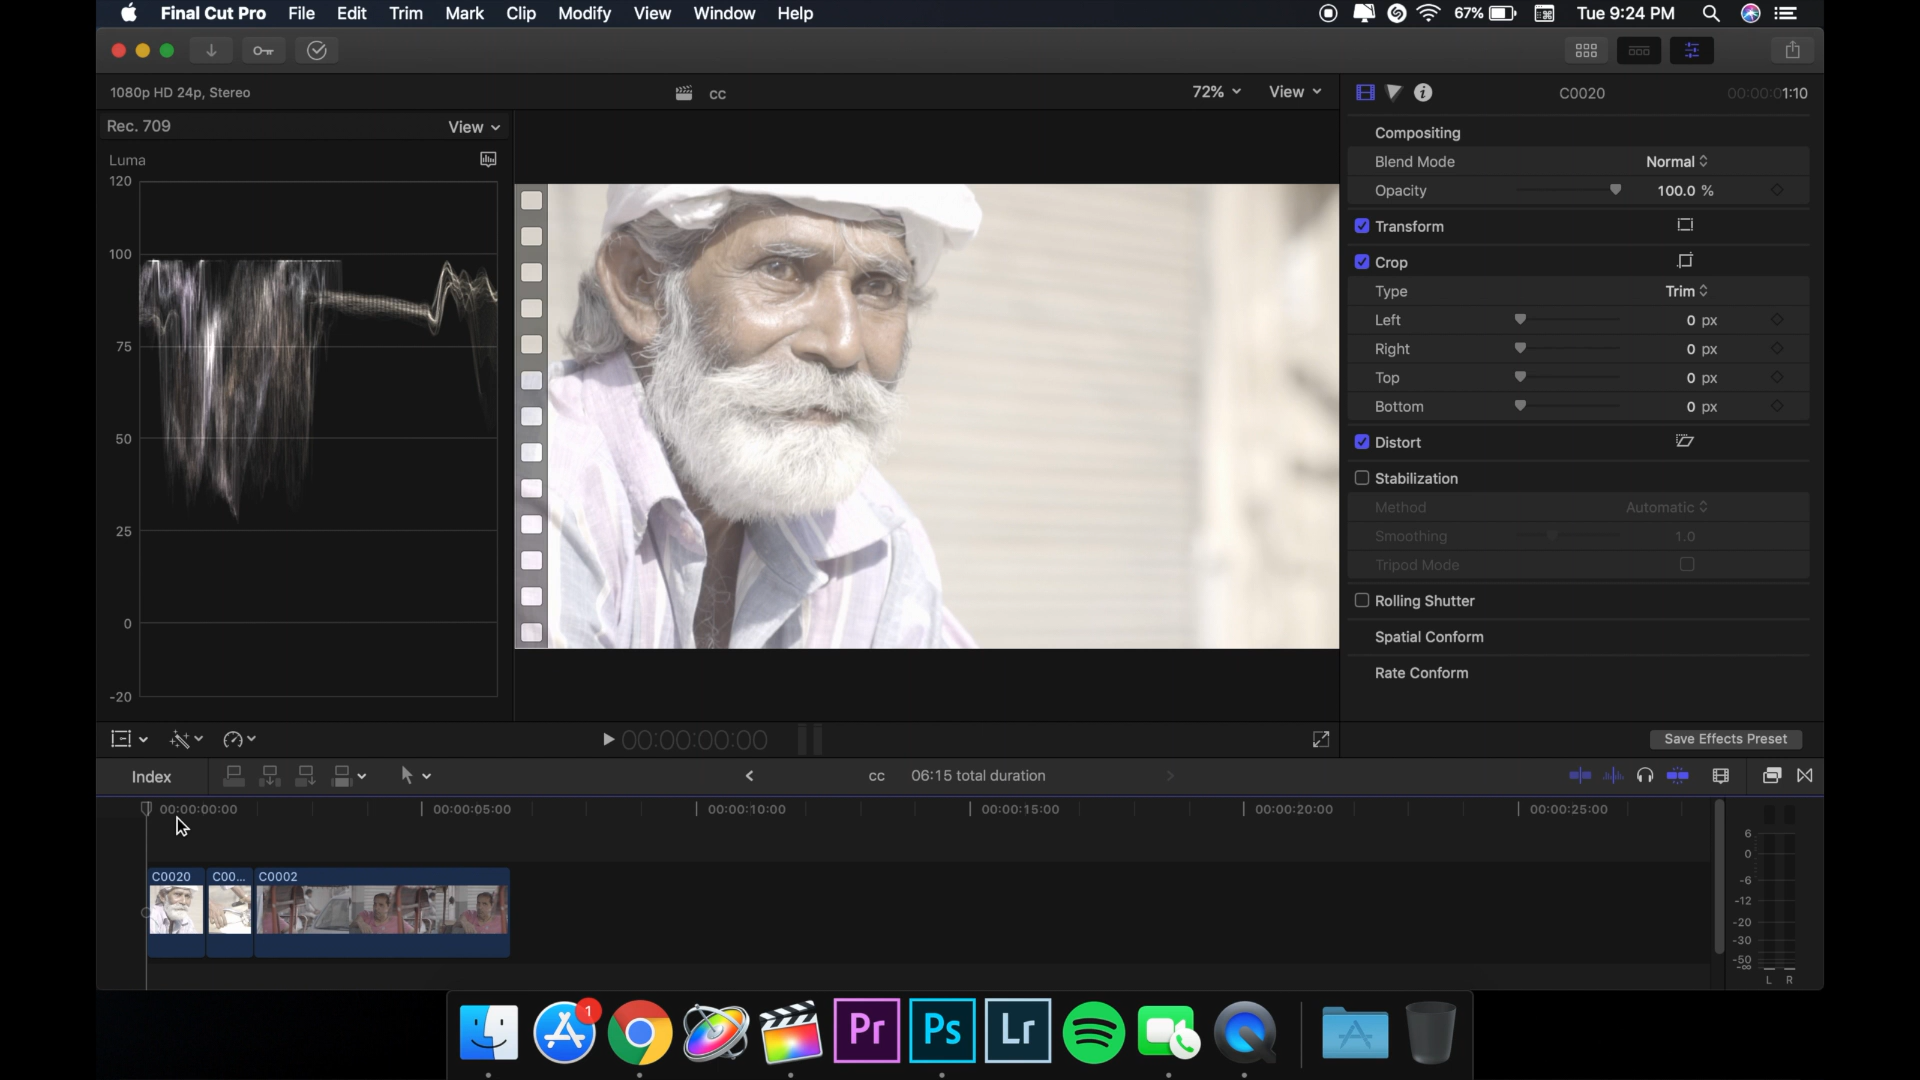 Final Cut Pro File Edit Trim Mark Clip Modify View Window Help 67% Tue 9:24 PM
1080p HD 24p, Stereo cc 72% View C0020 00:00:01:10
Rec. 709 View
Luma
120
100
75
50
25
0
-20
Compositing
Blend Mode Normal
Opacity 100.0 %
Transform
Crop
Type Trim
Left 0 px
Right 0 px
Top 0 px
Bottom 0 px
Distort
Stabilization
Method Automatic
Smoothing 1.0
Tripod Mode
Rolling Shutter
Spatial Conform
Rate Conform
00:00:00:00 Save Effects Preset
Index cc 06:15 total duration
00:00:00:00 00:00:05:00 00:00:10:00 00:00:15:00 00:00:20:00 00:00:25:00
C0020 C00... C0002
6
0
-6
-12
-20
-30
-50
-∞
L R
1
Pr Ps Lr